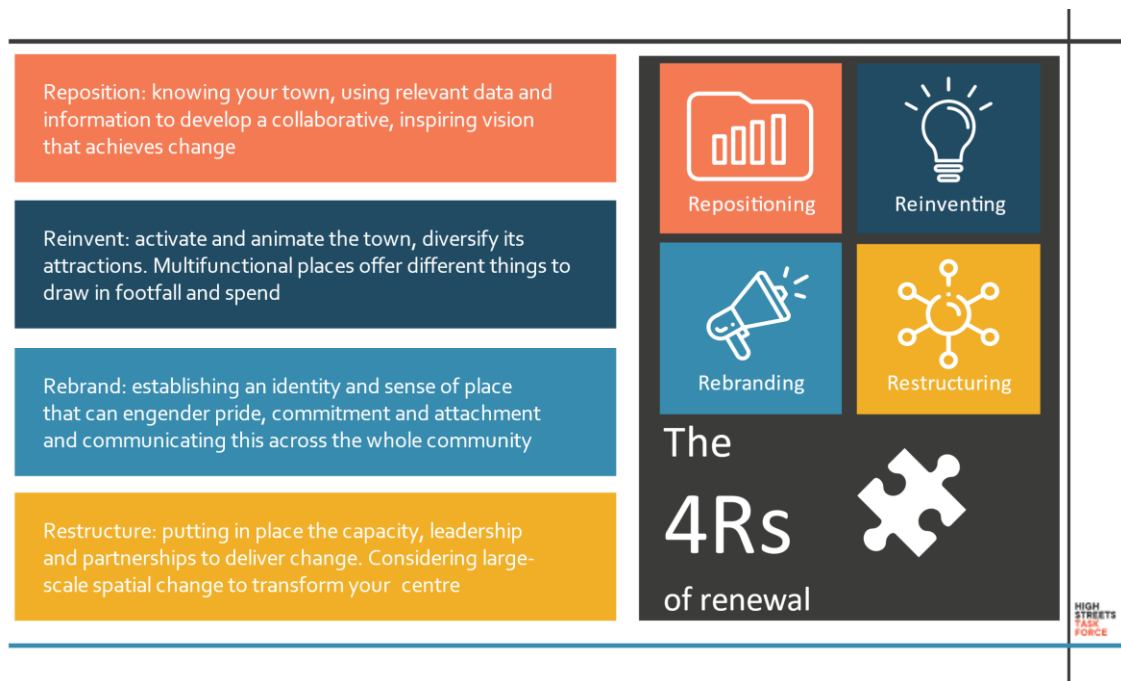 Reposition: knowing your town, using relevant data and
information to develop a collaborative, inspiring vision
that achieves change
Reinvent: activate and animate the town, diversify its
attractions. Multifunctional places offer different things to
draw in footfall and spend
Rebrand: establishing an identity and sense of place
that can engender pride, commitment and attachment
and communicating this across the whole community
Restructure: putting in place the capacity, leadership
and partnerships to deliver change. Considering large-
scale spatial change to transform your centre
Repositioning
Reinventing
Rebranding
Restructuring
The
4Rs
of renewal
HIGH
STREETS
TASK
FORCE